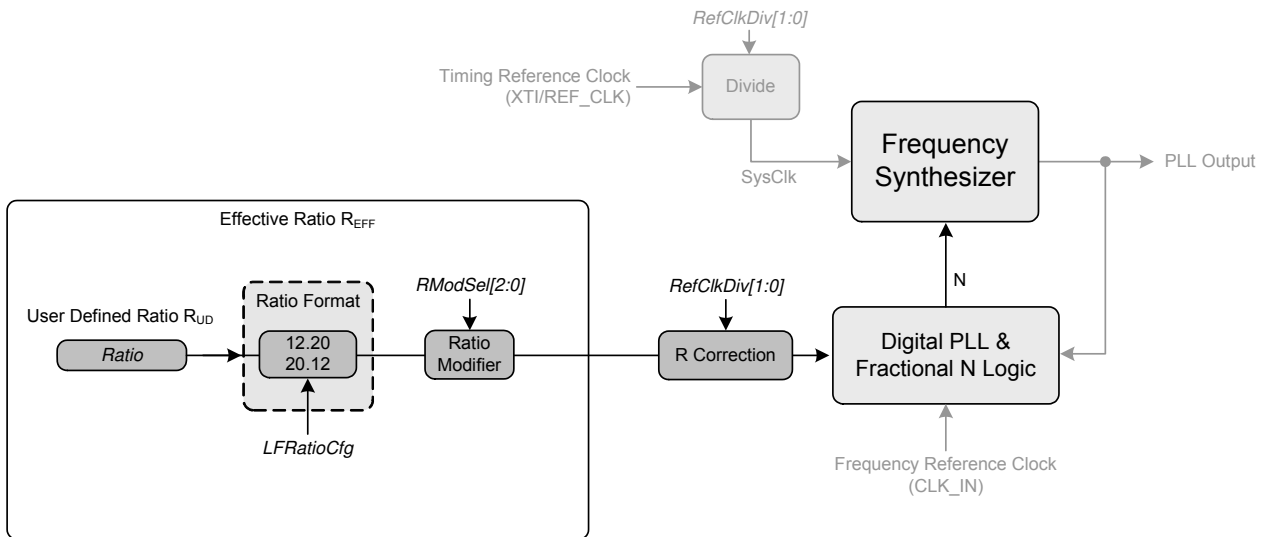 RefClkDiv[1:0]
Timing Reference Clock
(XTI/REF_CLK)
Divide
SysClk
Frequency
Synthesizer
PLL Output
Effective Ratio REFF
User Defined Ratio RUD
Ratio
Ratio Format
12.20
20.12
LFRatioCfg
RModSel[2:0]
Ratio
Modifier
RefClkDiv[1:0]
R Correction
N
Digital PLL &
Fractional N Logic
Frequency Reference Clock
(CLK_IN)